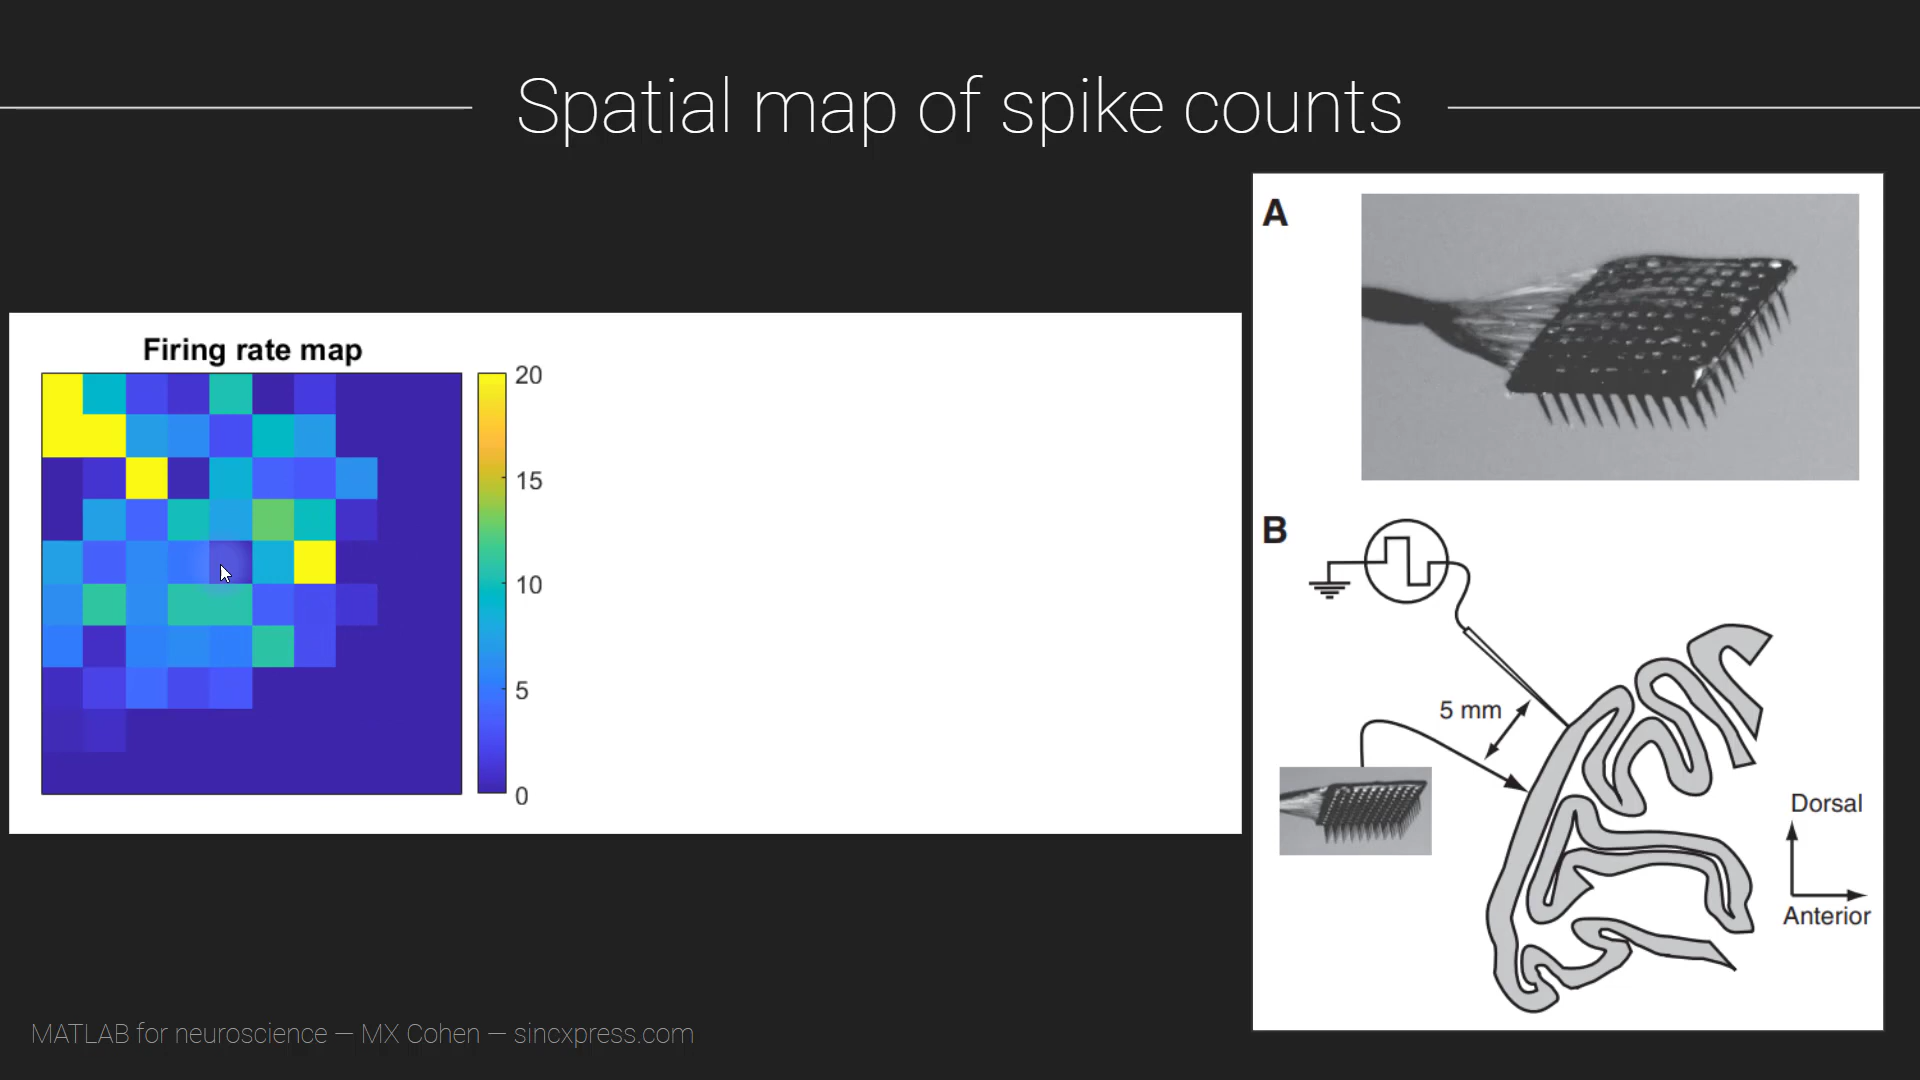 Spatial map of spike counts
Firing rate map
20
15
10
5
0
A
B
5 mm
Dorsal
Anterior
MATLAB for neuroscience — MX Cohen — sincxpress.com